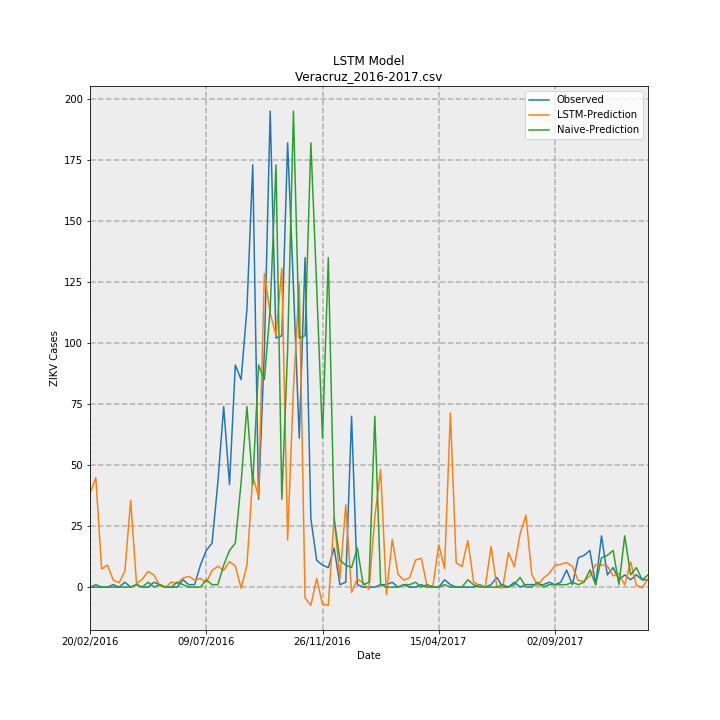 LSTM Model
Veracruz_2016-2017.csv
Observed
LSTM-Prediction
Naive-Prediction
200
175
150
125
100
75
50
25
0
ZIKV Cases
20/02/2016
09/07/2016
26/11/2016
15/04/2017
02/09/2017
Date